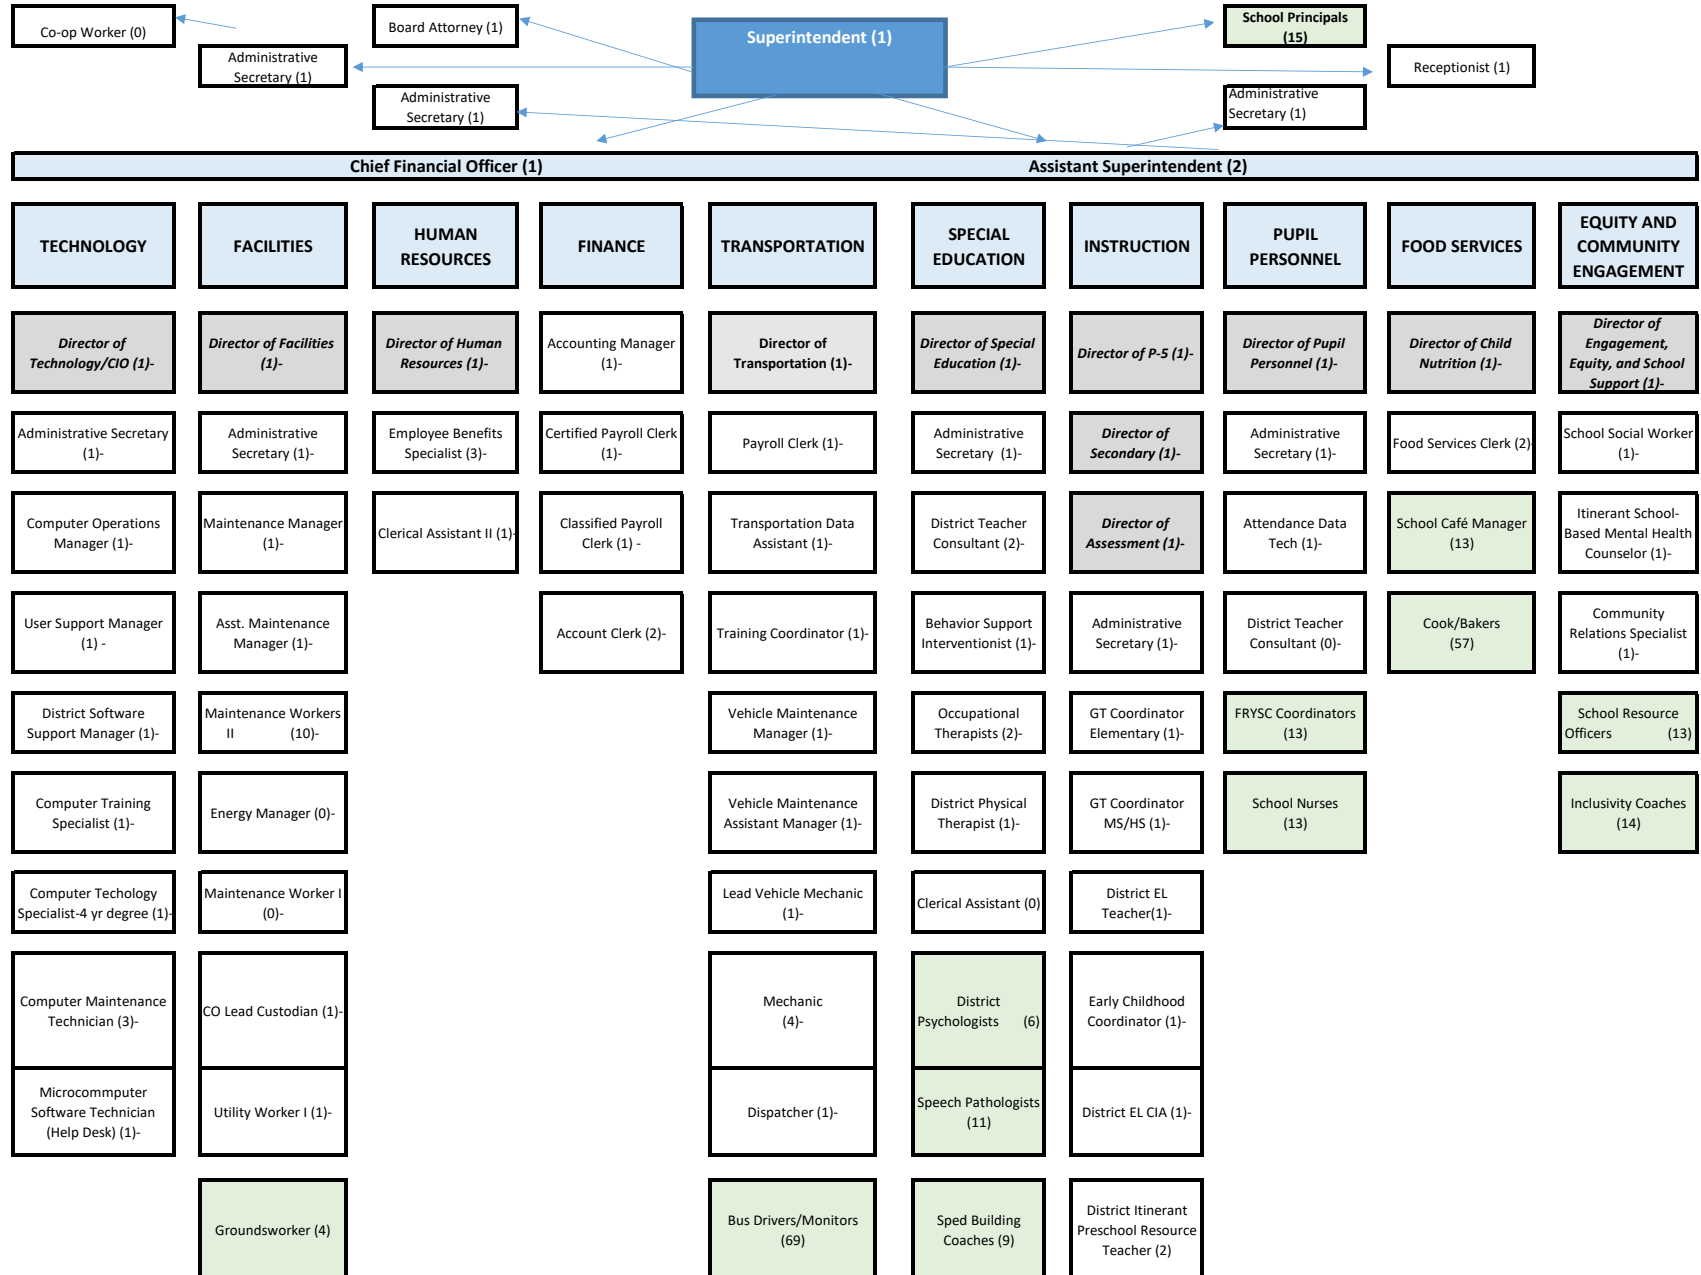 Co-op Worker (0)
Board Attorney (1)
Superintendent (1)
School Principals
(15)
Administrative
Secretary (1)
Receptionist (1)
Administrative
Secretary (1)
Administrative
Secretary (1)
Chief Financial Officer (1)
Assistant Superintendent (2)
TECHNOLOGY
FACILITIES
HUMAN
RESOURCES
FINANCE
TRANSPORTATION
SPECIAL
EDUCATION
INSTRUCTION
PUPIL
PERSONNEL
FOOD SERVICES
EQUITY AND
COMMUNITY
ENGAGEMENT
Director of
Technology/CIO (1)-
Director of Facilities
(1)-
Director of Human
Resources (1)-
Accounting Manager
(1)-
Director of
Transportation (1)-
Director of Special
Education (1)-
Director of P-5 (1)-
Director of Pupil
Personnel (1)-
Director of Child
Nutrition (1)-
Director of
Engagement,
Equity, and School
Support (1)-
Administrative Secretary
(1)-
Administrative
Secretary (1)-
Employee Benefits
Specialist (3)-
Certified Payroll Clerk
(1)-
Payroll Clerk (1)-
Administrative
Secretary (1)-
Director of
Secondary (1)-
Administrative
Secretary (1)-
Food Services Clerk (2)-
School Social Worker
(1)-
Computer Operations
Manager (1)-
Maintenance Manager
(1)-
Clerical Assistant II (1)-
Classified Payroll
Clerk (1) -
Transportation Data
Assistant (1)-
District Teacher
Consultant (2)-
Director of
Assessment (1)-
Attendance Data
Tech (1)-
School Café Manager
(13)
Itinerant School-
Based Mental Health
Counselor (1)-
User Support Manager
(1) -
Asst. Maintenance
Manager (1)-
Account Clerk (2)-
Training Coordinator (1)-
Behavior Support
Interventionist (1)-
Administrative
Secretary (1)-
District Teacher
Consultant (0)-
Cook/Bakers
(57)
Community
Relations Specialist
(1)-
District Software
Support Manager (1)-
Maintenance Workers
II (10)-
Vehicle Maintenance
Manager (1)-
Occupational
Therapists (2)-
GT Coordinator
Elementary (1)-
FRYSC Coordinators
(13)
School Resource
Officers (13)
Computer Training
Specialist (1)-
Energy Manager (0)-
Vehicle Maintenance
Assistant Manager (1)-
District Physical
Therapist (1)-
GT Coordinator
MS/HS (1)-
School Nurses
(13)
Inclusivity Coaches
(14)
Computer Techology
Specialist-4 yr degree (1)-
Maintenance Worker I
(0)-
Lead Vehicle Mechanic
(1)-
Clerical Assistant (0)
District EL
Teacher(1)-
Computer Maintenance
Technician (3)-
CO Lead Custodian (1)-
Mechanic
(4)-
District
Psychologists (6)
Early Childhood
Coordinator (1)-
Microcommputer
Software Technician
(Help Desk) (1)-
Utility Worker I (1)-
Dispatcher (1)-
Speech Pathologists
(11)
District EL CIA (1)-
Groundsworker (4)
Bus Drivers/Monitors
(69)
Sped Building
Coaches (9)
District Itinerant
Preschool Resource
Teacher (2)